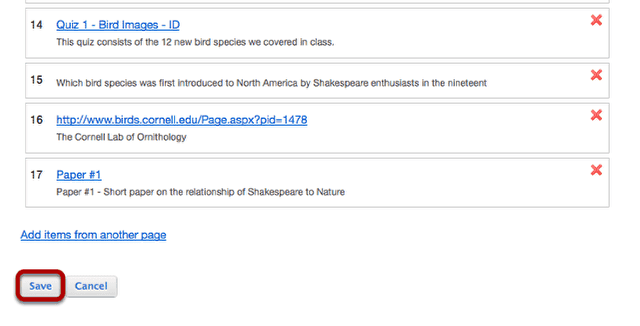 14 Quiz 1 - Bird Images - ID
This quiz consists of the 12 new bird species we covered in class.
15 Which bird species was first introduced to North America by Shakespeare enthusiasts in the nineteent
16 http://www.birds.cornell.edu/Page.aspx?pid=1478
The Cornell Lab of Ornithology
17 Paper #1
Paper #1 - Short paper on the relationship of Shakespeare to Nature
Add items from another page
Save Cancel